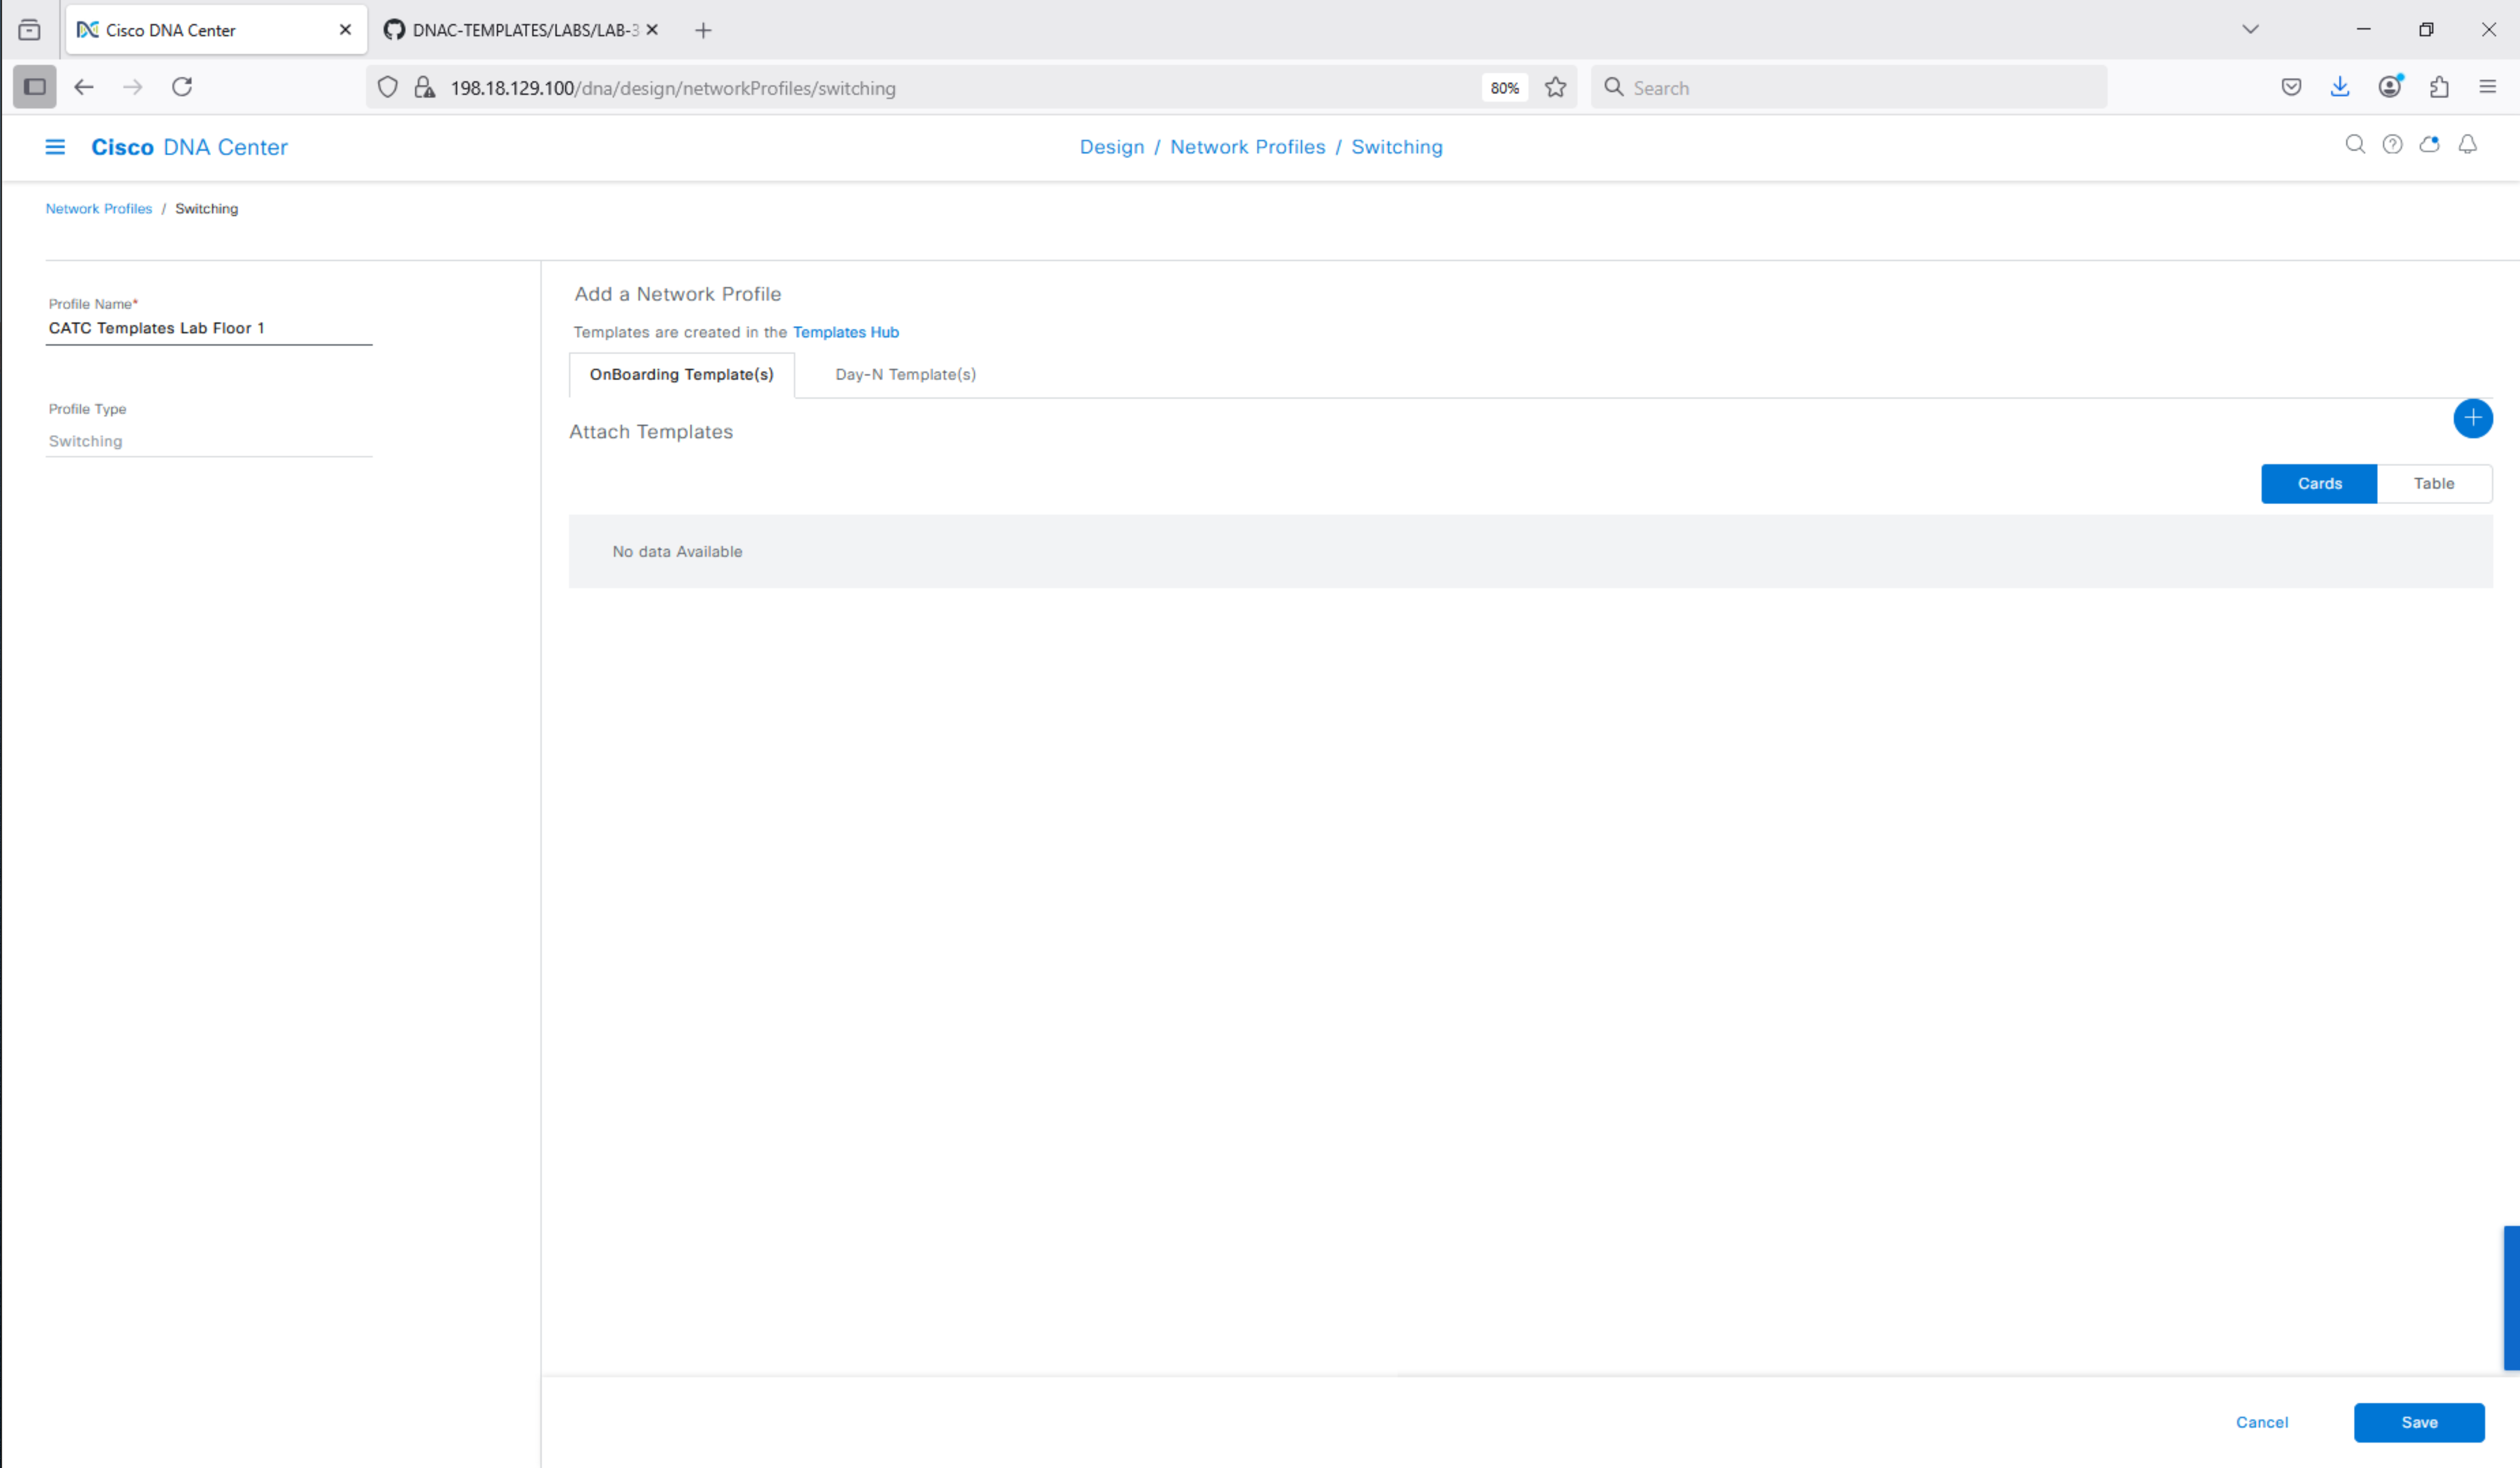 Cisco DNA Center
DNAC-TEMPLATES/LABS/LAB-3
198.18.129.100/dna/design/networkProfiles/switching
80%
Search
Cisco DNA Center
Design / Network Profiles / Switching
Network Profiles / Switching
Profile Name*
CATC Templates Lab Floor 1
Profile Type
Switching
Add a Network Profile
Templates are created in the Templates Hub
OnBoarding Template(s)
Day-N Template(s)
Attach Templates
Cards
Table
No data Available
Cancel
Save